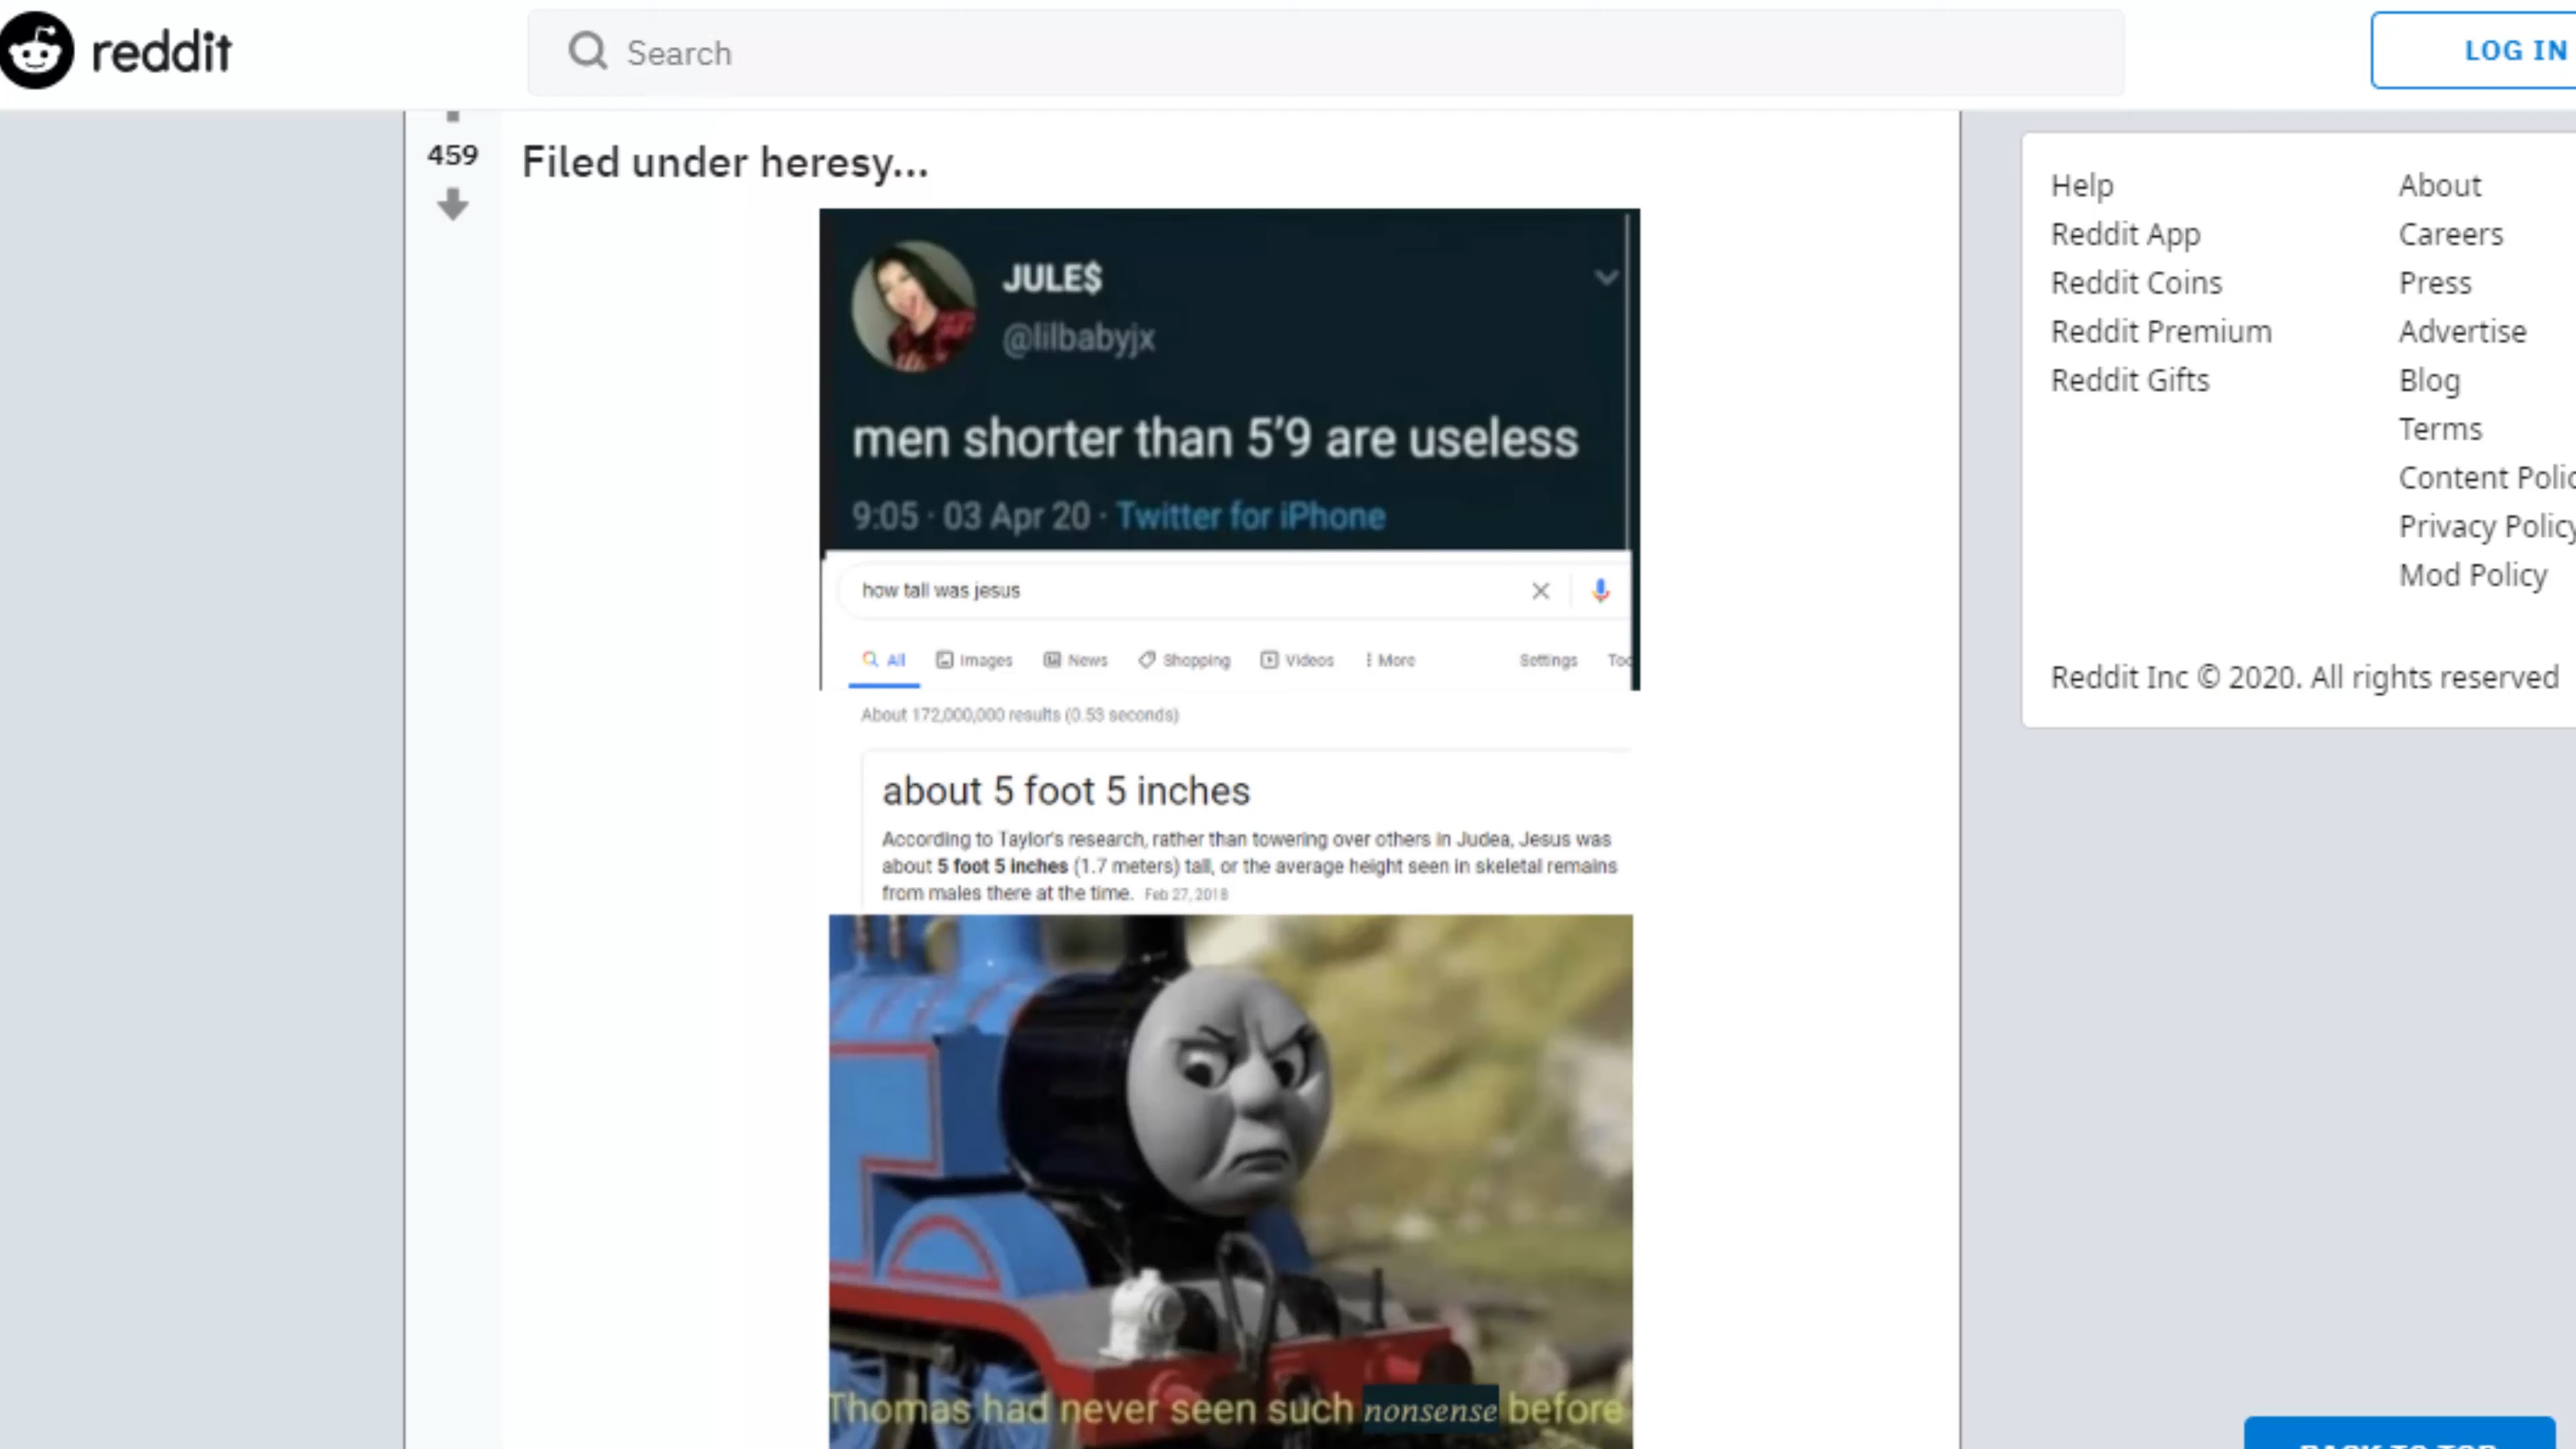 reddit
Search
LOG IN
459
Filed under heresy...
JULE$
@lilbabyjx
men shorter than 5'9 are useless
9:05 · 03 Apr 20 · Twitter for iPhone
how tall was jesus
All Images News Shopping Videos More Settings Too
About 172,000,000 results (0.53 seconds)
about 5 foot 5 inches
According to Taylor's research, rather than towering over others in Judea, Jesus was
about 5 foot 5 inches (1.7 meters) tall, or the average height seen in skeletal remains
from males there at the time. Feb 27, 2018
Thomas had never seen such nonsense before
Help
Reddit App
Reddit Coins
Reddit Premium
Reddit Gifts
About
Careers
Press
Advertise
Blog
Terms
Content Polic
Privacy Policy
Mod Policy
Reddit Inc © 2020. All rights reserved
BACK TO TOP